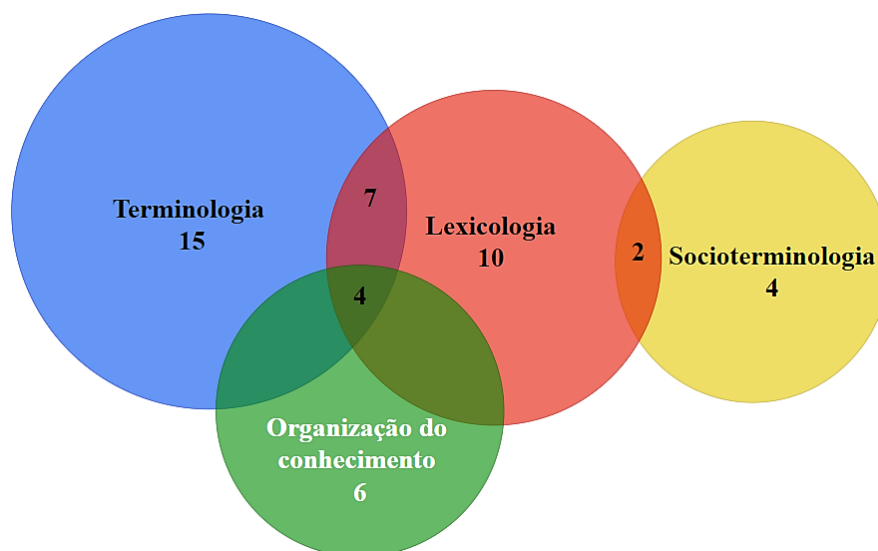 Terminologia
15
7
Lexicologia
10
2
Socioterminologia
4
4
Organização do
conhecimento
6